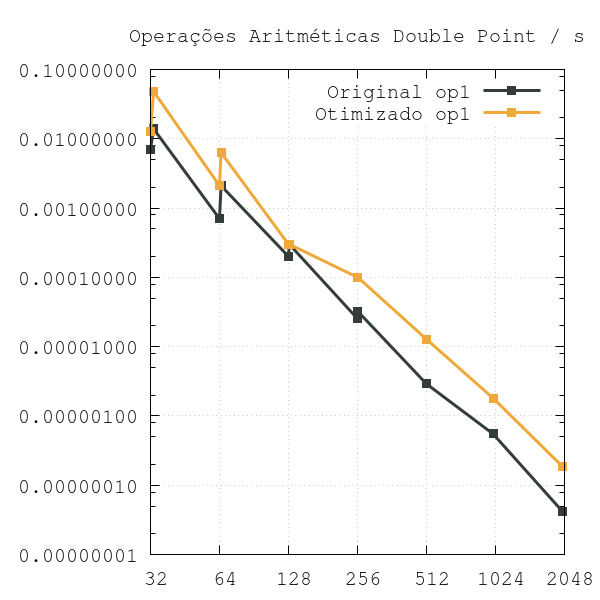 Operações Aritméticas Double Point / s
0.10000000
0.01000000
0.00100000
0.00010000
0.00001000
0.00000100
0.00000010
0.00000001
Original op1
Otimizado op1
32 64 128 256 512 1024 2048